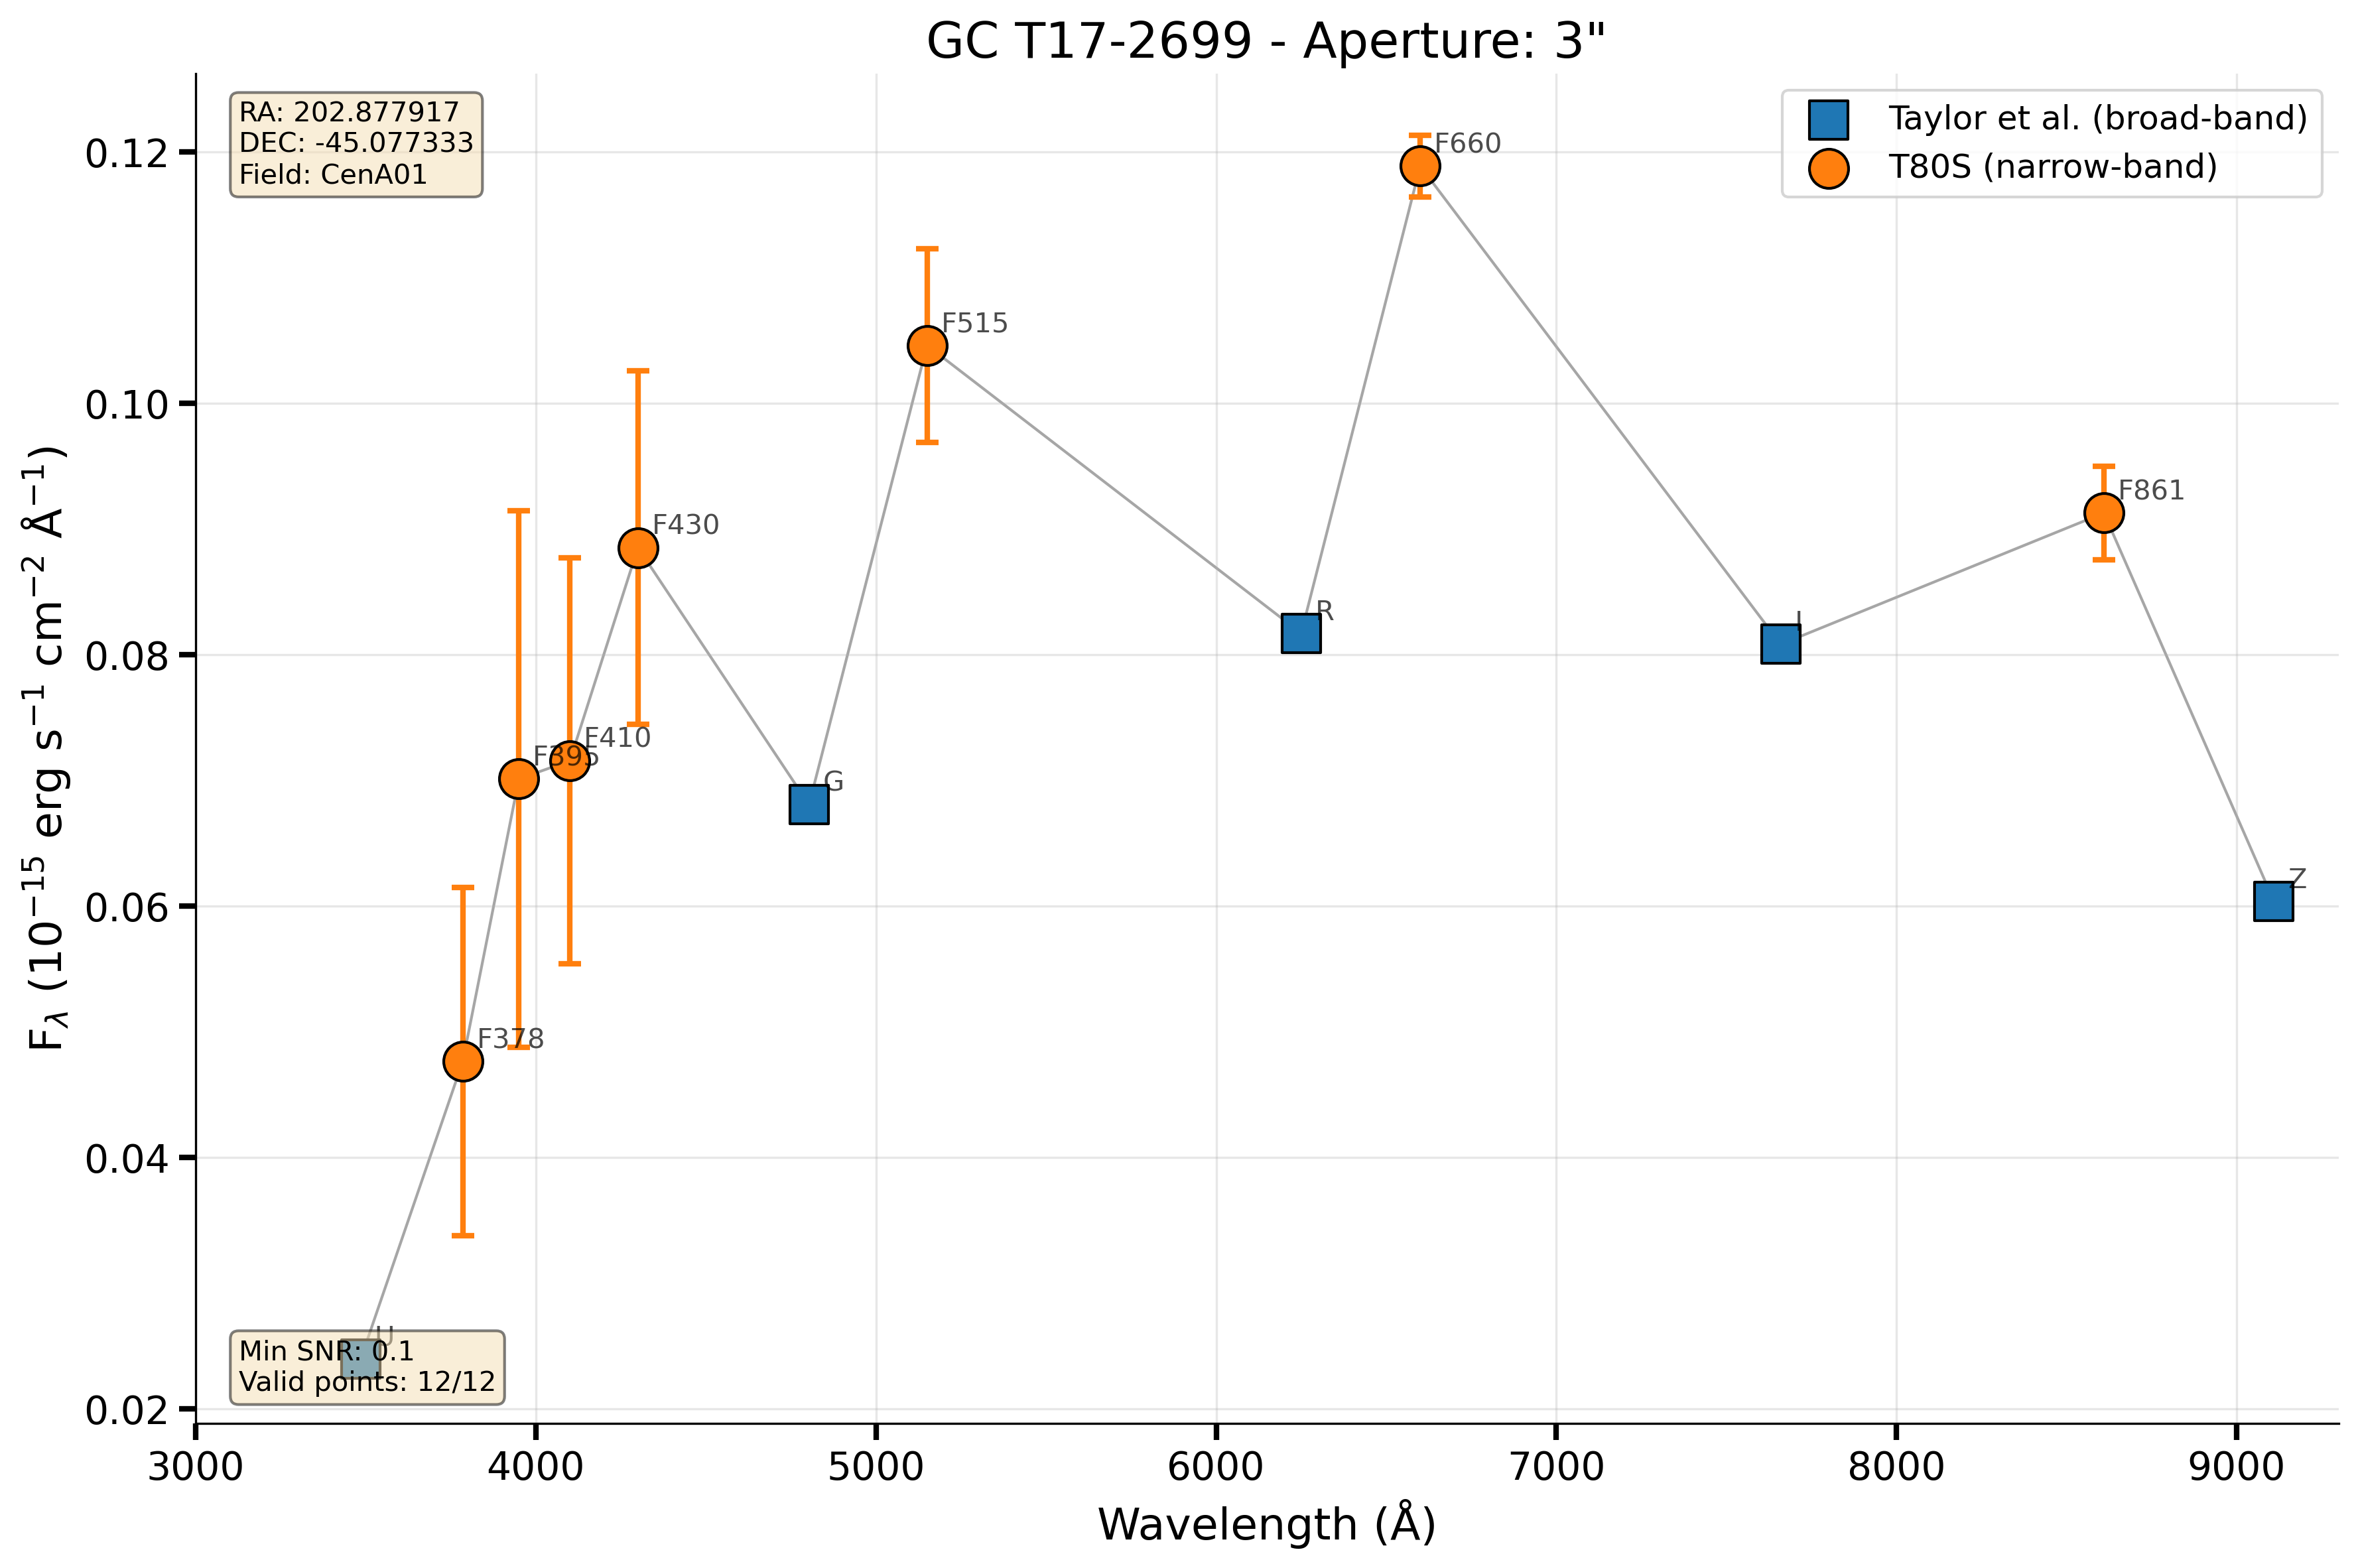 GC T17-2699 - Aperture: 3"
RA: 202.877917
DEC: -45.077333
Field: CenA01
Taylor et al. (broad-band)
T80S (narrow-band)
F660
F515
F861
F430
R
I
F410
F395
G
Z
F378
U
Min SNR: 0.1
Valid points: 12/12
0.12
0.10
0.08
0.06
0.04
0.02
F$_{λ}$ (10$^{−15}$ erg s$^{−1}$ cm$^{−2}$ Å$^{−1}$)
3000 4000 5000 6000 7000 8000 9000
Wavelength (Å)